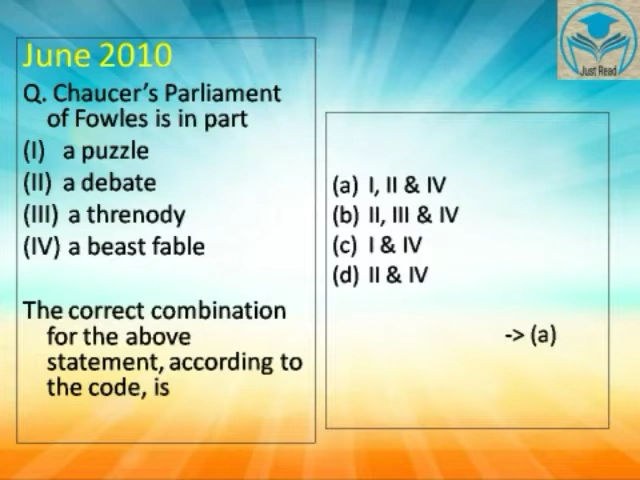 Just Read
June 2010
Q. Chaucer's Parliament
of Fowles is in part
(I) a puzzle
(II) a debate
(III) a threnody
(IV) a beast fable
The correct combination
for the above
statement, according to
the code, is
(a) I, II & IV
(b) II, III & IV
(c) I & IV
(d) II & IV
-> (a)